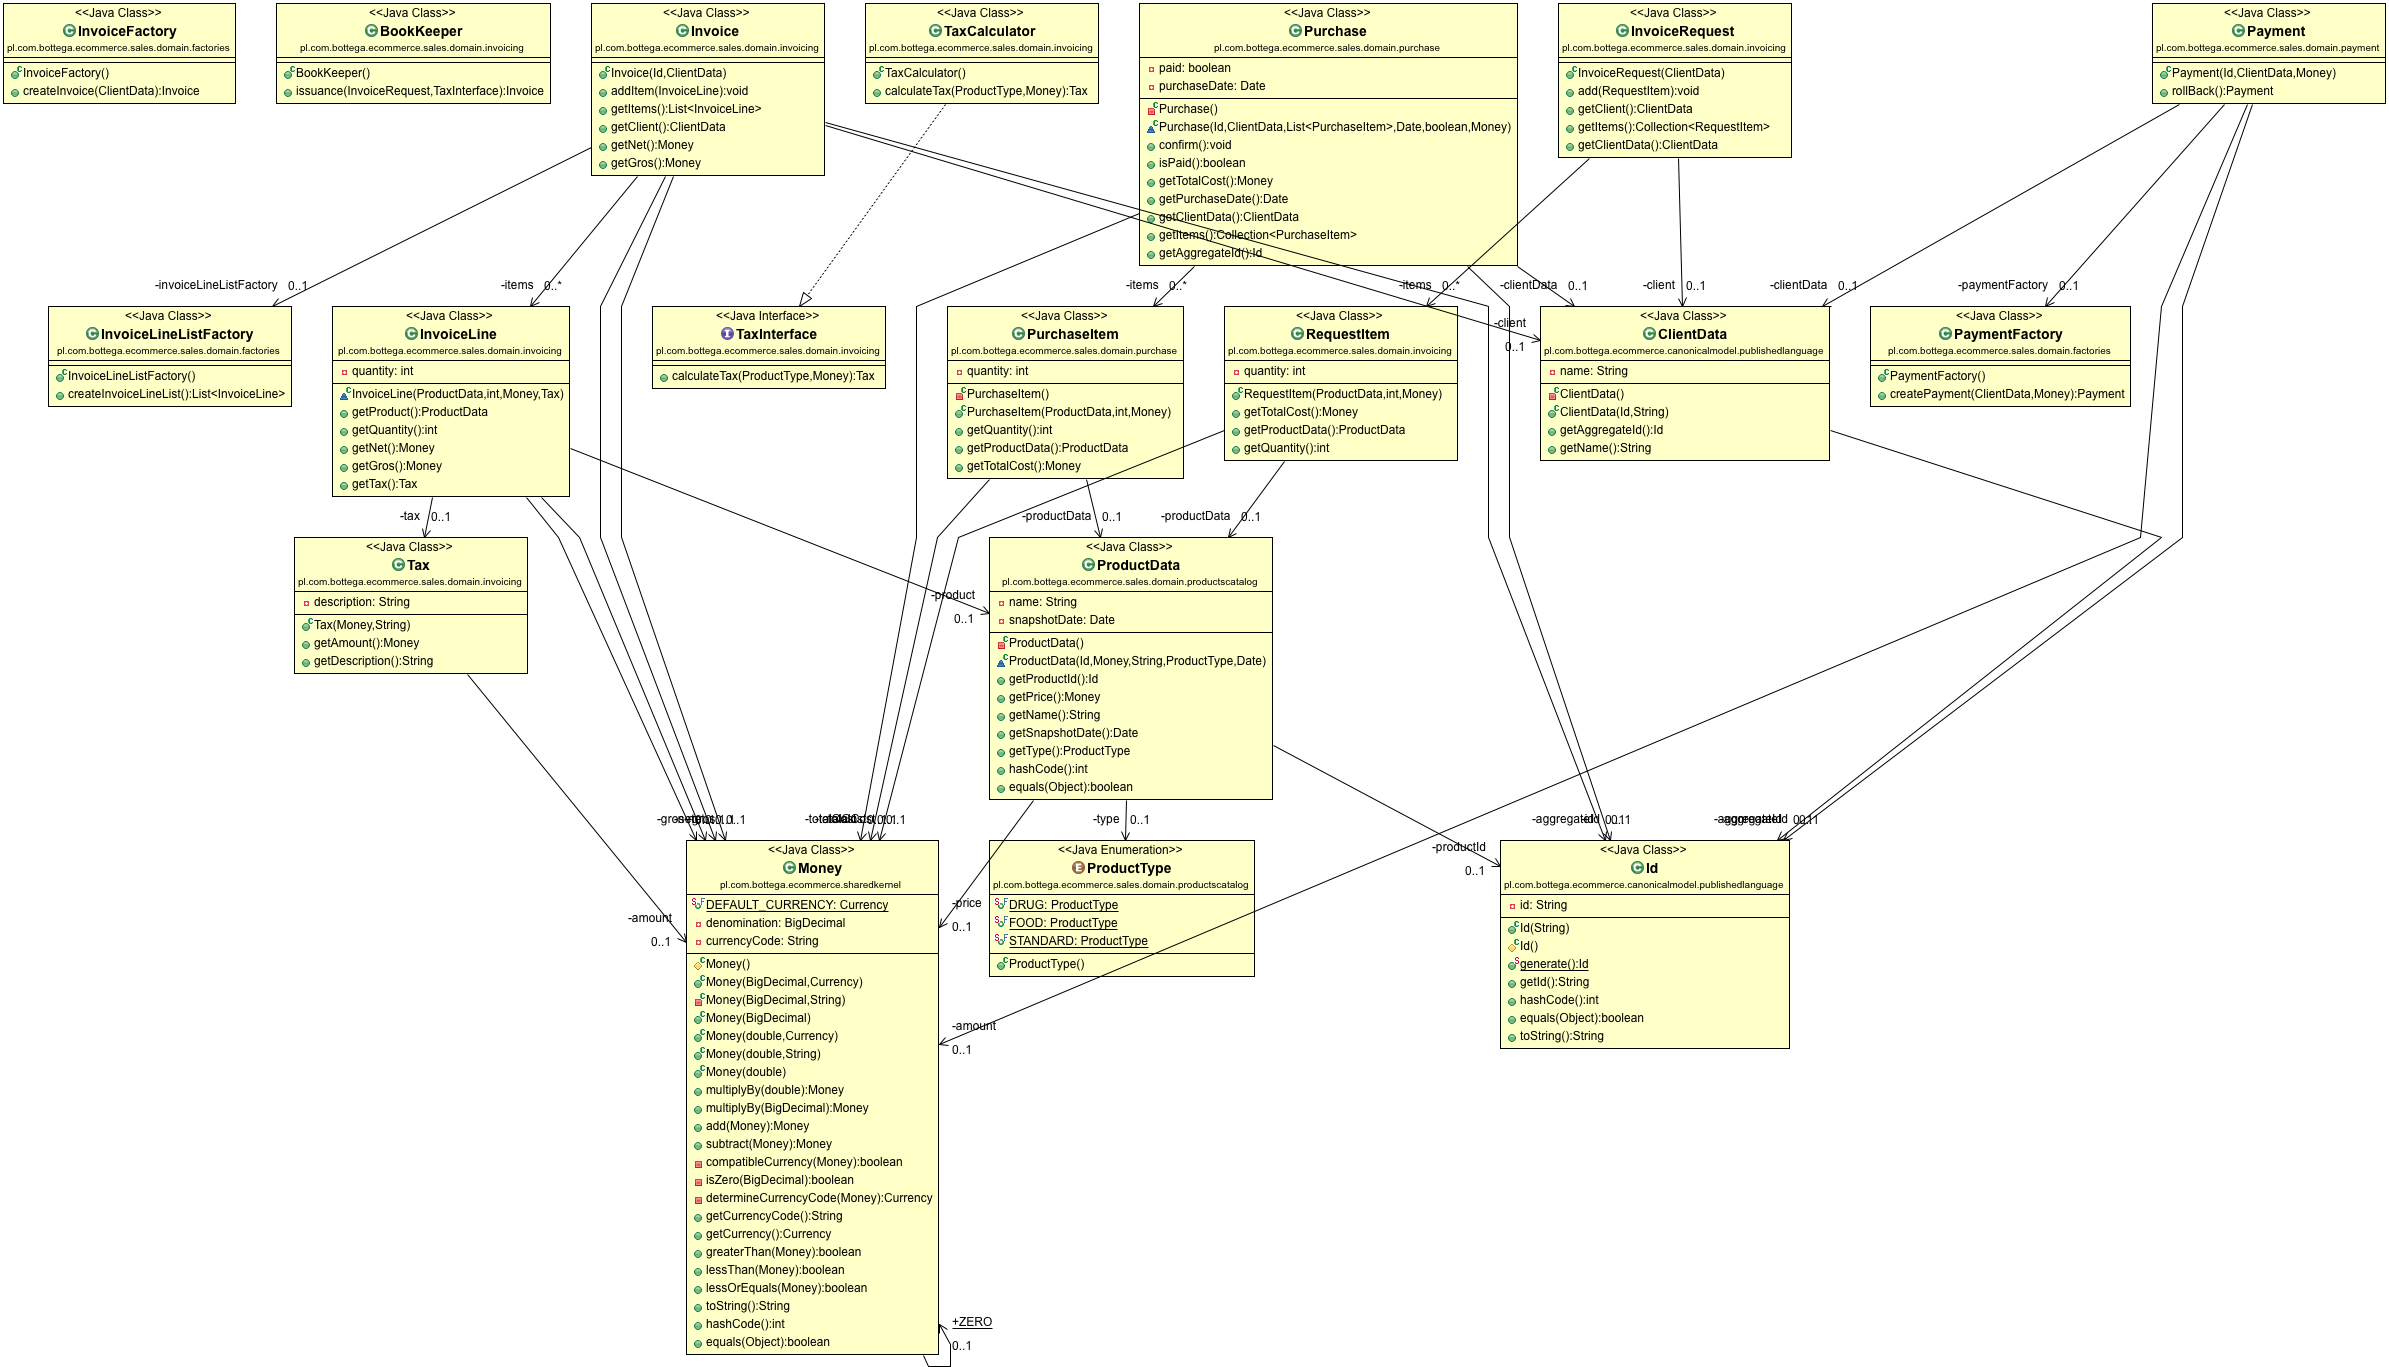 <<Java Class>>
InvoiceFactory
pl.com.bottega.ecommerce.sales.domain.factories
InvoiceFactory()
createInvoice(ClientData):Invoice
<<Java Class>>
BookKeeper
pl.com.bottega.ecommerce.sales.domain.invoicing
BookKeeper()
issuance(InvoiceRequest,TaxInterface):Invoice
<<Java Class>>
Invoice
pl.com.bottega.ecommerce.sales.domain.invoicing
Invoice(Id,ClientData)
addItem(InvoiceLine):void
getItems():List<InvoiceLine>
getClient():ClientData
getNet():Money
getGros():Money
<<Java Class>>
TaxCalculator
pl.com.bottega.ecommerce.sales.domain.invoicing
TaxCalculator()
calculateTax(ProductType,Money):Tax
<<Java Class>>
Purchase
pl.com.bottega.ecommerce.sales.domain.purchase
paid: boolean
purchaseDate: Date
Purchase()
Purchase(Id,ClientData,List<PurchaseItem>,Date,boolean,Money)
confirm():void
isPaid():boolean
getTotalCost():Money
getPurchaseDate():Date
getClientData():ClientData
getItems():Collection<PurchaseItem>
getAggregateId():Id
<<Java Class>>
InvoiceRequest
pl.com.bottega.ecommerce.sales.domain.invoicing
InvoiceRequest(ClientData)
add(RequestItem):void
getClient():ClientData
getItems():Collection<RequestItem>
getClientData():ClientData
<<Java Class>>
Payment
pl.com.bottega.ecommerce.sales.domain.payment
Payment(Id,ClientData,Money)
rollBack():Payment
-invoiceLineListFactory 0..1
-items 0..*
-items 0..*
-items 0..*
-clientData 0..1
-client 0..1
-clientData 0..1
-paymentFactory 0..1
-client
0..1
<<Java Class>>
InvoiceLineListFactory
pl.com.bottega.ecommerce.sales.domain.factories
InvoiceLineListFactory()
createInvoiceLineList():List<InvoiceLine>
<<Java Class>>
InvoiceLine
pl.com.bottega.ecommerce.sales.domain.invoicing
quantity: int
InvoiceLine(ProductData,int,Money,Tax)
getProduct():ProductData
getQuantity():int
getNet():Money
getGros():Money
getTax():Tax
<<Java Interface>>
TaxInterface
pl.com.bottega.ecommerce.sales.domain.invoicing
calculateTax(ProductType,Money):Tax
<<Java Class>>
PurchaseItem
pl.com.bottega.ecommerce.sales.domain.purchase
quantity: int
PurchaseItem()
PurchaseItem(ProductData,int,Money)
getQuantity():int
getProductData():ProductData
getTotalCost():Money
<<Java Class>>
RequestItem
pl.com.bottega.ecommerce.sales.domain.invoicing
quantity: int
RequestItem(ProductData,int,Money)
getTotalCost():Money
getProductData():ProductData
getQuantity():int
<<Java Class>>
ClientData
pl.com.bottega.ecommerce.canonicalmodel.publishedlanguage
name: String
ClientData()
ClientData(Id,String)
getAggregateId():Id
getName():String
<<Java Class>>
PaymentFactory
pl.com.bottega.ecommerce.sales.domain.factories
PaymentFactory()
createPayment(ClientData,Money):Payment
-tax 0..1
-productData 0..1
-productData 0..1
-product
0..1
<<Java Class>>
Tax
pl.com.bottega.ecommerce.sales.domain.invoicing
description: String
Tax(Money,String)
getAmount():Money
getDescription():String
<<Java Class>>
ProductData
pl.com.bottega.ecommerce.sales.domain.productscatalog
name: String
snapshotDate: Date
ProductData()
ProductData(Id,Money,String,ProductType,Date)
getProductId():Id
getPrice():Money
getName():String
getSnapshotDate():Date
getType():ProductType
hashCode():int
equals(Object):boolean
-type 0..1
-productId
0..1
-amount
0..1
-price
0..1
-amount
0..1
<<Java Class>>
Money
pl.com.bottega.ecommerce.sharedkernel
DEFAULT_CURRENCY: Currency
denomination: BigDecimal
currencyCode: String
Money()
Money(BigDecimal,Currency)
Money(BigDecimal,String)
Money(BigDecimal)
Money(double,Currency)
Money(double,String)
Money(double)
multiplyBy(double):Money
multiplyBy(BigDecimal):Money
add(Money):Money
subtract(Money):Money
compatibleCurrency(Money):boolean
isZero(BigDecimal):boolean
determineCurrencyCode(Money):Currency
getCurrencyCode():String
getCurrency():Currency
greaterThan(Money):boolean
lessThan(Money):boolean
lessOrEquals(Money):boolean
toString():String
hashCode():int
equals(Object):boolean
+ZERO
0..1
<<Java Enumeration>>
ProductType
pl.com.bottega.ecommerce.sales.domain.productscatalog
DRUG: ProductType
FOOD: ProductType
STANDARD: ProductType
ProductType()
<<Java Class>>
Id
pl.com.bottega.ecommerce.canonicalmodel.publishedlanguage
id: String
Id(String)
Id()
generate():Id
getId():String
hashCode():int
equals(Object):boolean
toString():String